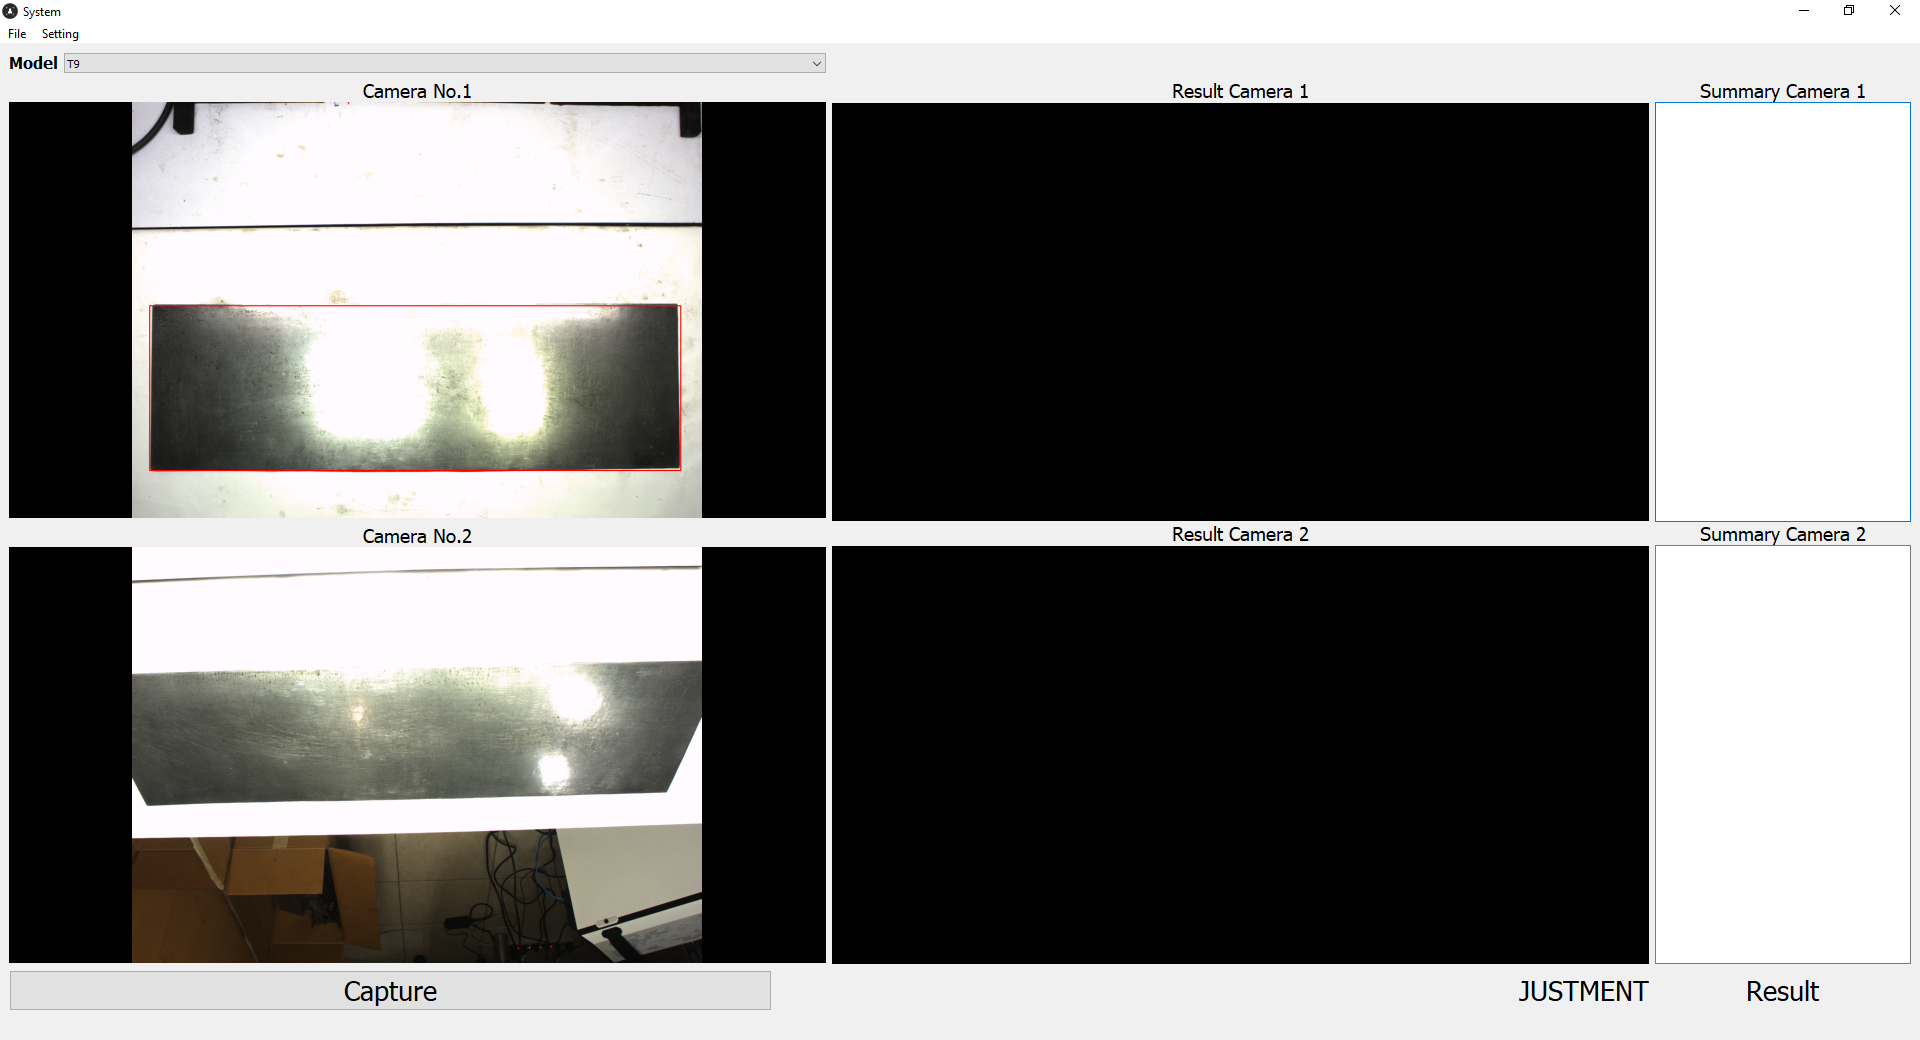 System
File Setting
Model T9
Camera No.1
Result Camera 1
Summary Camera 1
Camera No.2
Result Camera 2
Summary Camera 2
Capture
JUSTMENT
Result